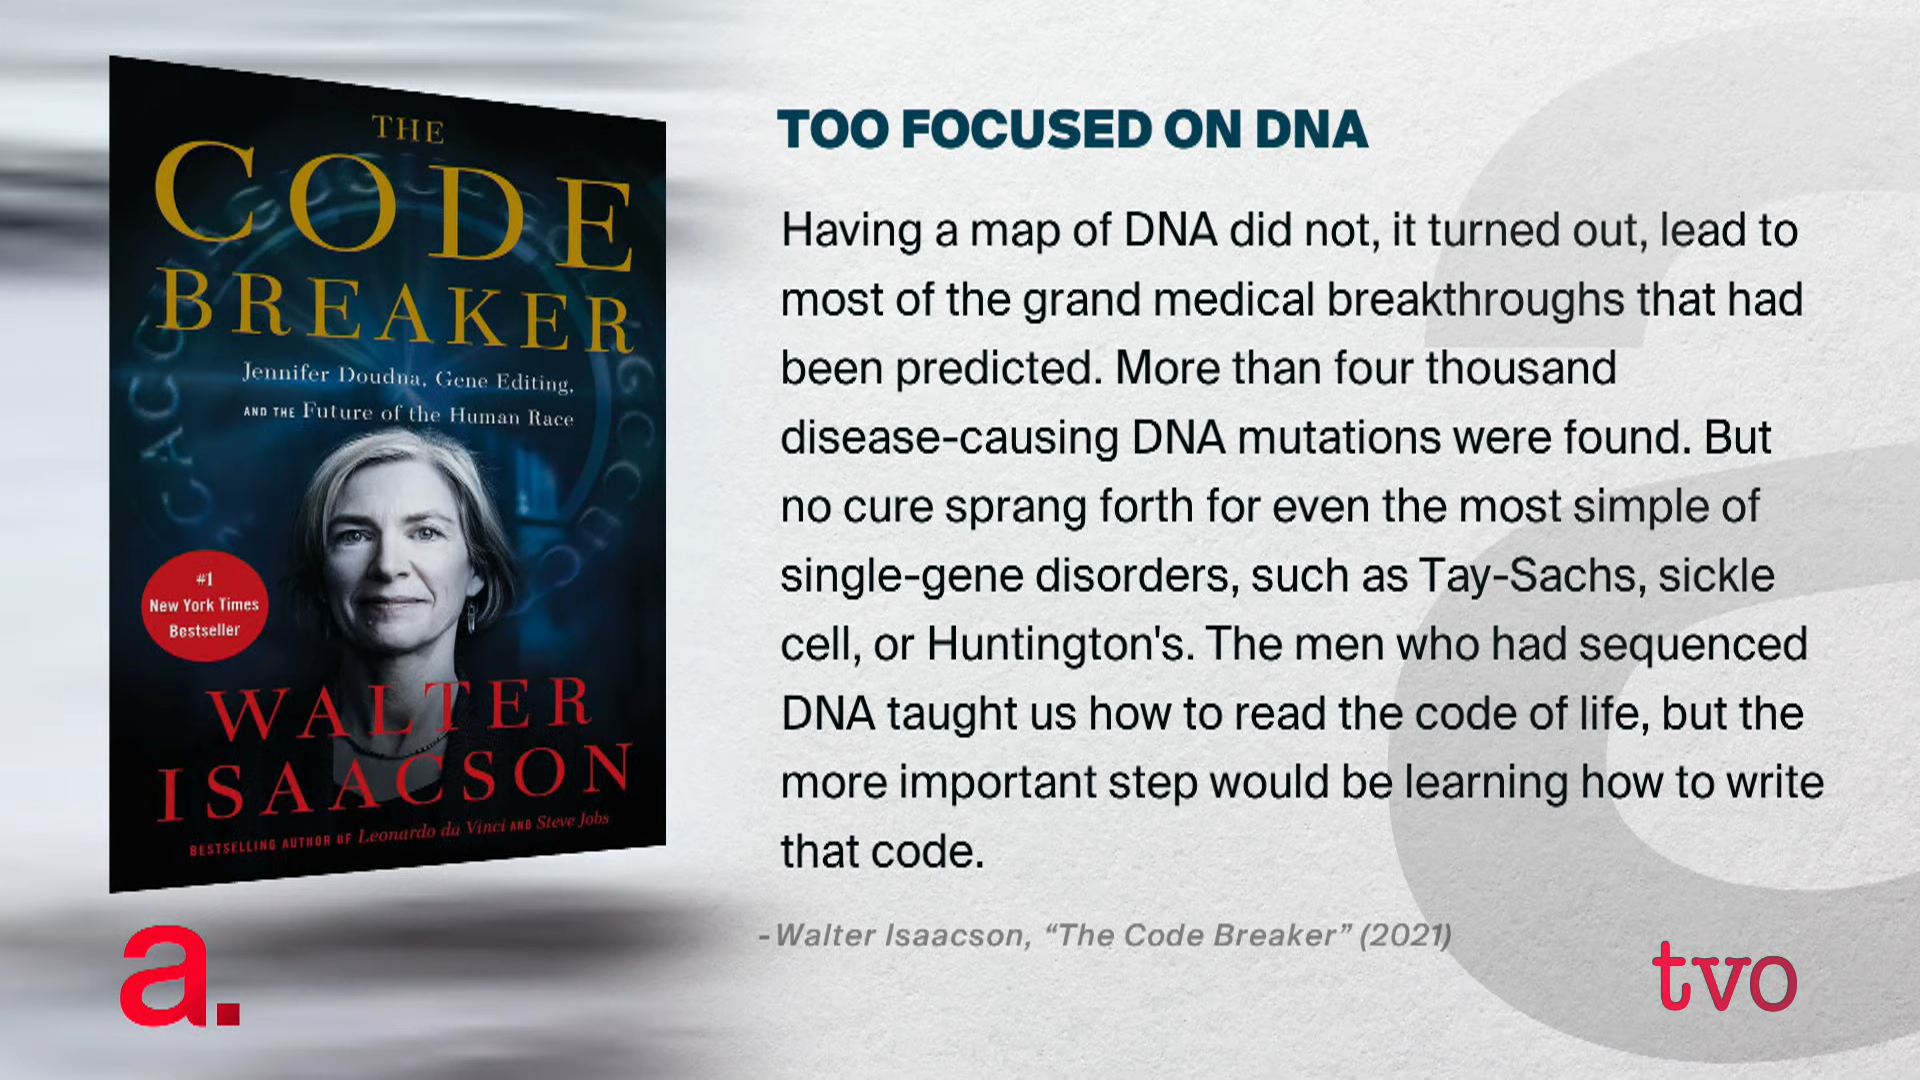 THE
CODE
BREAKER
Jennifer Doudna, Gene Editing,
AND THE Future of the Human Race
#1
New York Times
Bestseller
WALTER
ISAACSON
BESTSELLING AUTHOR OF Leonardo da Vinci AND Steve Jobs
a.
TOO FOCUSED ON DNA
Having a map of DNA did not, it turned out, lead to
most of the grand medical breakthroughs that had
been predicted. More than four thousand
disease-causing DNA mutations were found. But
no cure sprang forth for even the most simple of
single-gene disorders, such as Tay-Sachs, sickle
cell, or Huntington's. The men who had sequenced
DNA taught us how to read the code of life, but the
more important step would be learning how to write
that code.
- Walter Isaacson, “The Code Breaker” (2021)
tvo